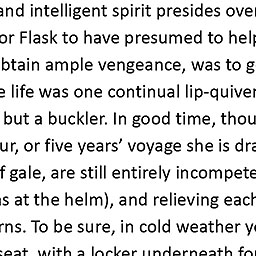 and intelligent spirit presides over
or Flask to have presumed to help
btain ample vengeance, was to g
e life was one continual lip-quiver
but a buckler. In good time, thou
ur, or five years’ voyage she is dra
f gale, are still entirely incompete
s at the helm), and relieving each
rns. To be sure, in cold weather y
seat, with a locker underneath fo